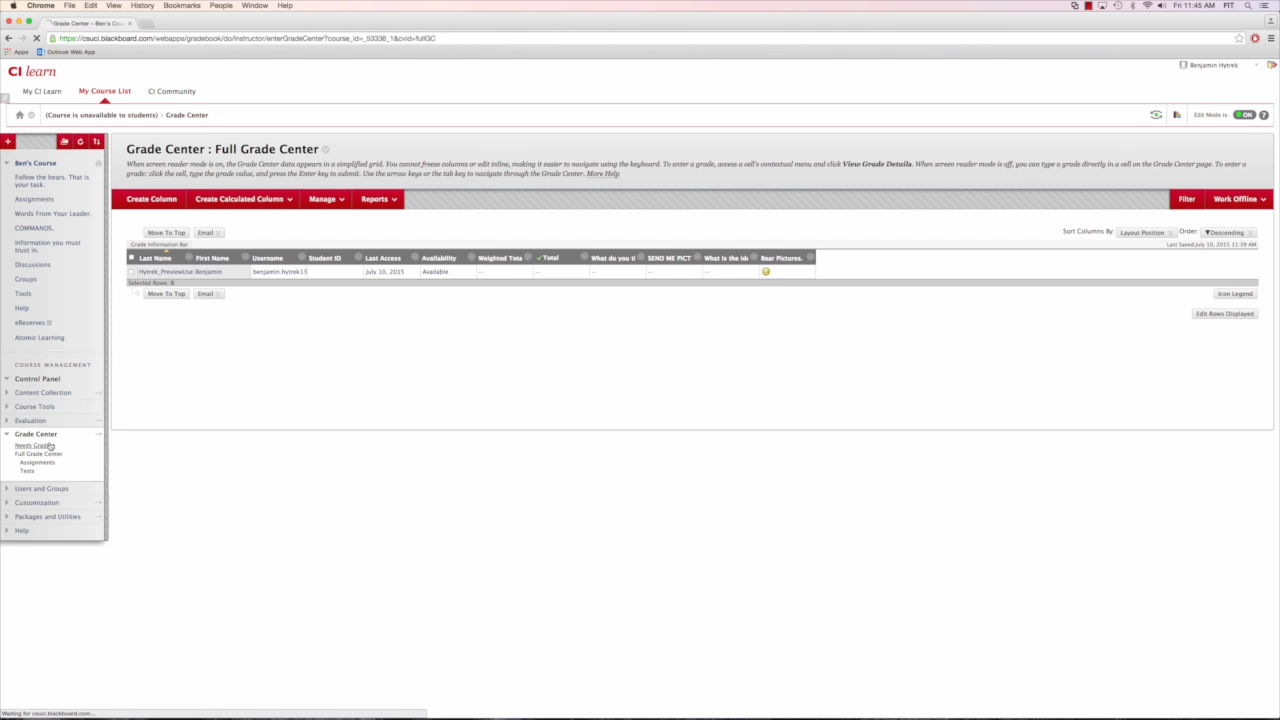 Chrome File Edit View History Bookmarks People Window Help Fri 11:45 AM FIT
Grade Center – Ben's Cou
https://csuci.blackboard.com/webapps/gradebook/do/instructor/enterGradeCenter?course_id=_53336_1&cvid=fullGC
Apps Outlook Web App
CI learn
Benjamin Hytrek
My CI Learn My Course List CI Community
(Course is unavailable to students) Grade Center
Edit Mode is: ON ?
Ben's Course
Follow the bears. That is
your task.
Assignments
Words From Your Leader.
COMMANDS.
Information you must
trust in.
Discussions
Groups
Tools
Help
eReserves
Atomic Learning
COURSE MANAGEMENT
Control Panel
Content Collection
Course Tools
Evaluation
Grade Center
Needs Grading
Full Grade Center
Assignments
Tests
Users and Groups
Customization
Packages and Utilities
Help
Grade Center : Full Grade Center
When screen reader mode is on, the Grade Center data appears in a simplified grid. You cannot freeze columns or edit inline, making it easier to navigate using the keyboard. To enter a grade, access a cell's contextual menu and click View Grade Details. When screen reader mode is off, you can type a grade directly in a cell on the Grade Center page. To type a
grade: click the cell, type the grade value, and press the Enter key to submit. Use the arrow keys or the tab key to navigate through the Grade Center. More Help
Create Column Create Calculated Column Manage Reports Filter Work Offline
Move To Top Email Sort Columns By: Layout Position Order: Descending
Grade Information Bar Last Saved:July 10, 2015 11:39 AM
Last Name First Name Username Student ID Last Access Availability Weighted Tota Total What do you tl SEND ME PICT What is the ide Bear Pictures.
Hytrek_PreviewUse Benjamin benjamin.hytrek13 July 10, 2015 Available -- -- -- -- --
Selected Rows: 0
Move To Top Email Icon Legend
Edit Rows Displayed
Waiting for csuci.blackboard.com...